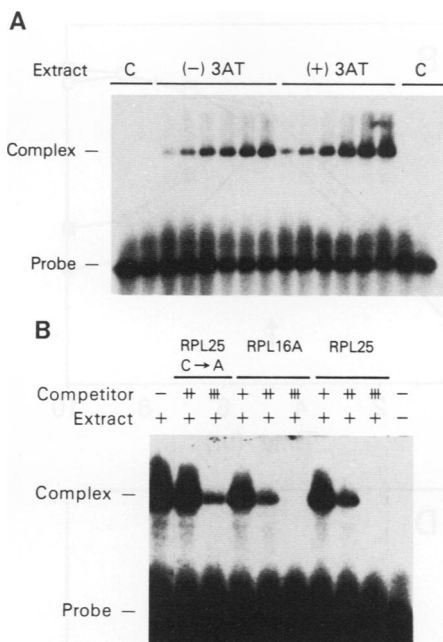 A
Extract C (−) 3AT (+) 3AT C
Complex −
Probe −
B
RPL25 RPL16A RPL25
C → A
Competitor − ⧺ ⧻ + ⧺ ⧻ + ⧺ ⧻ −
Extract + + + + + + + + + −
Complex −
Probe −